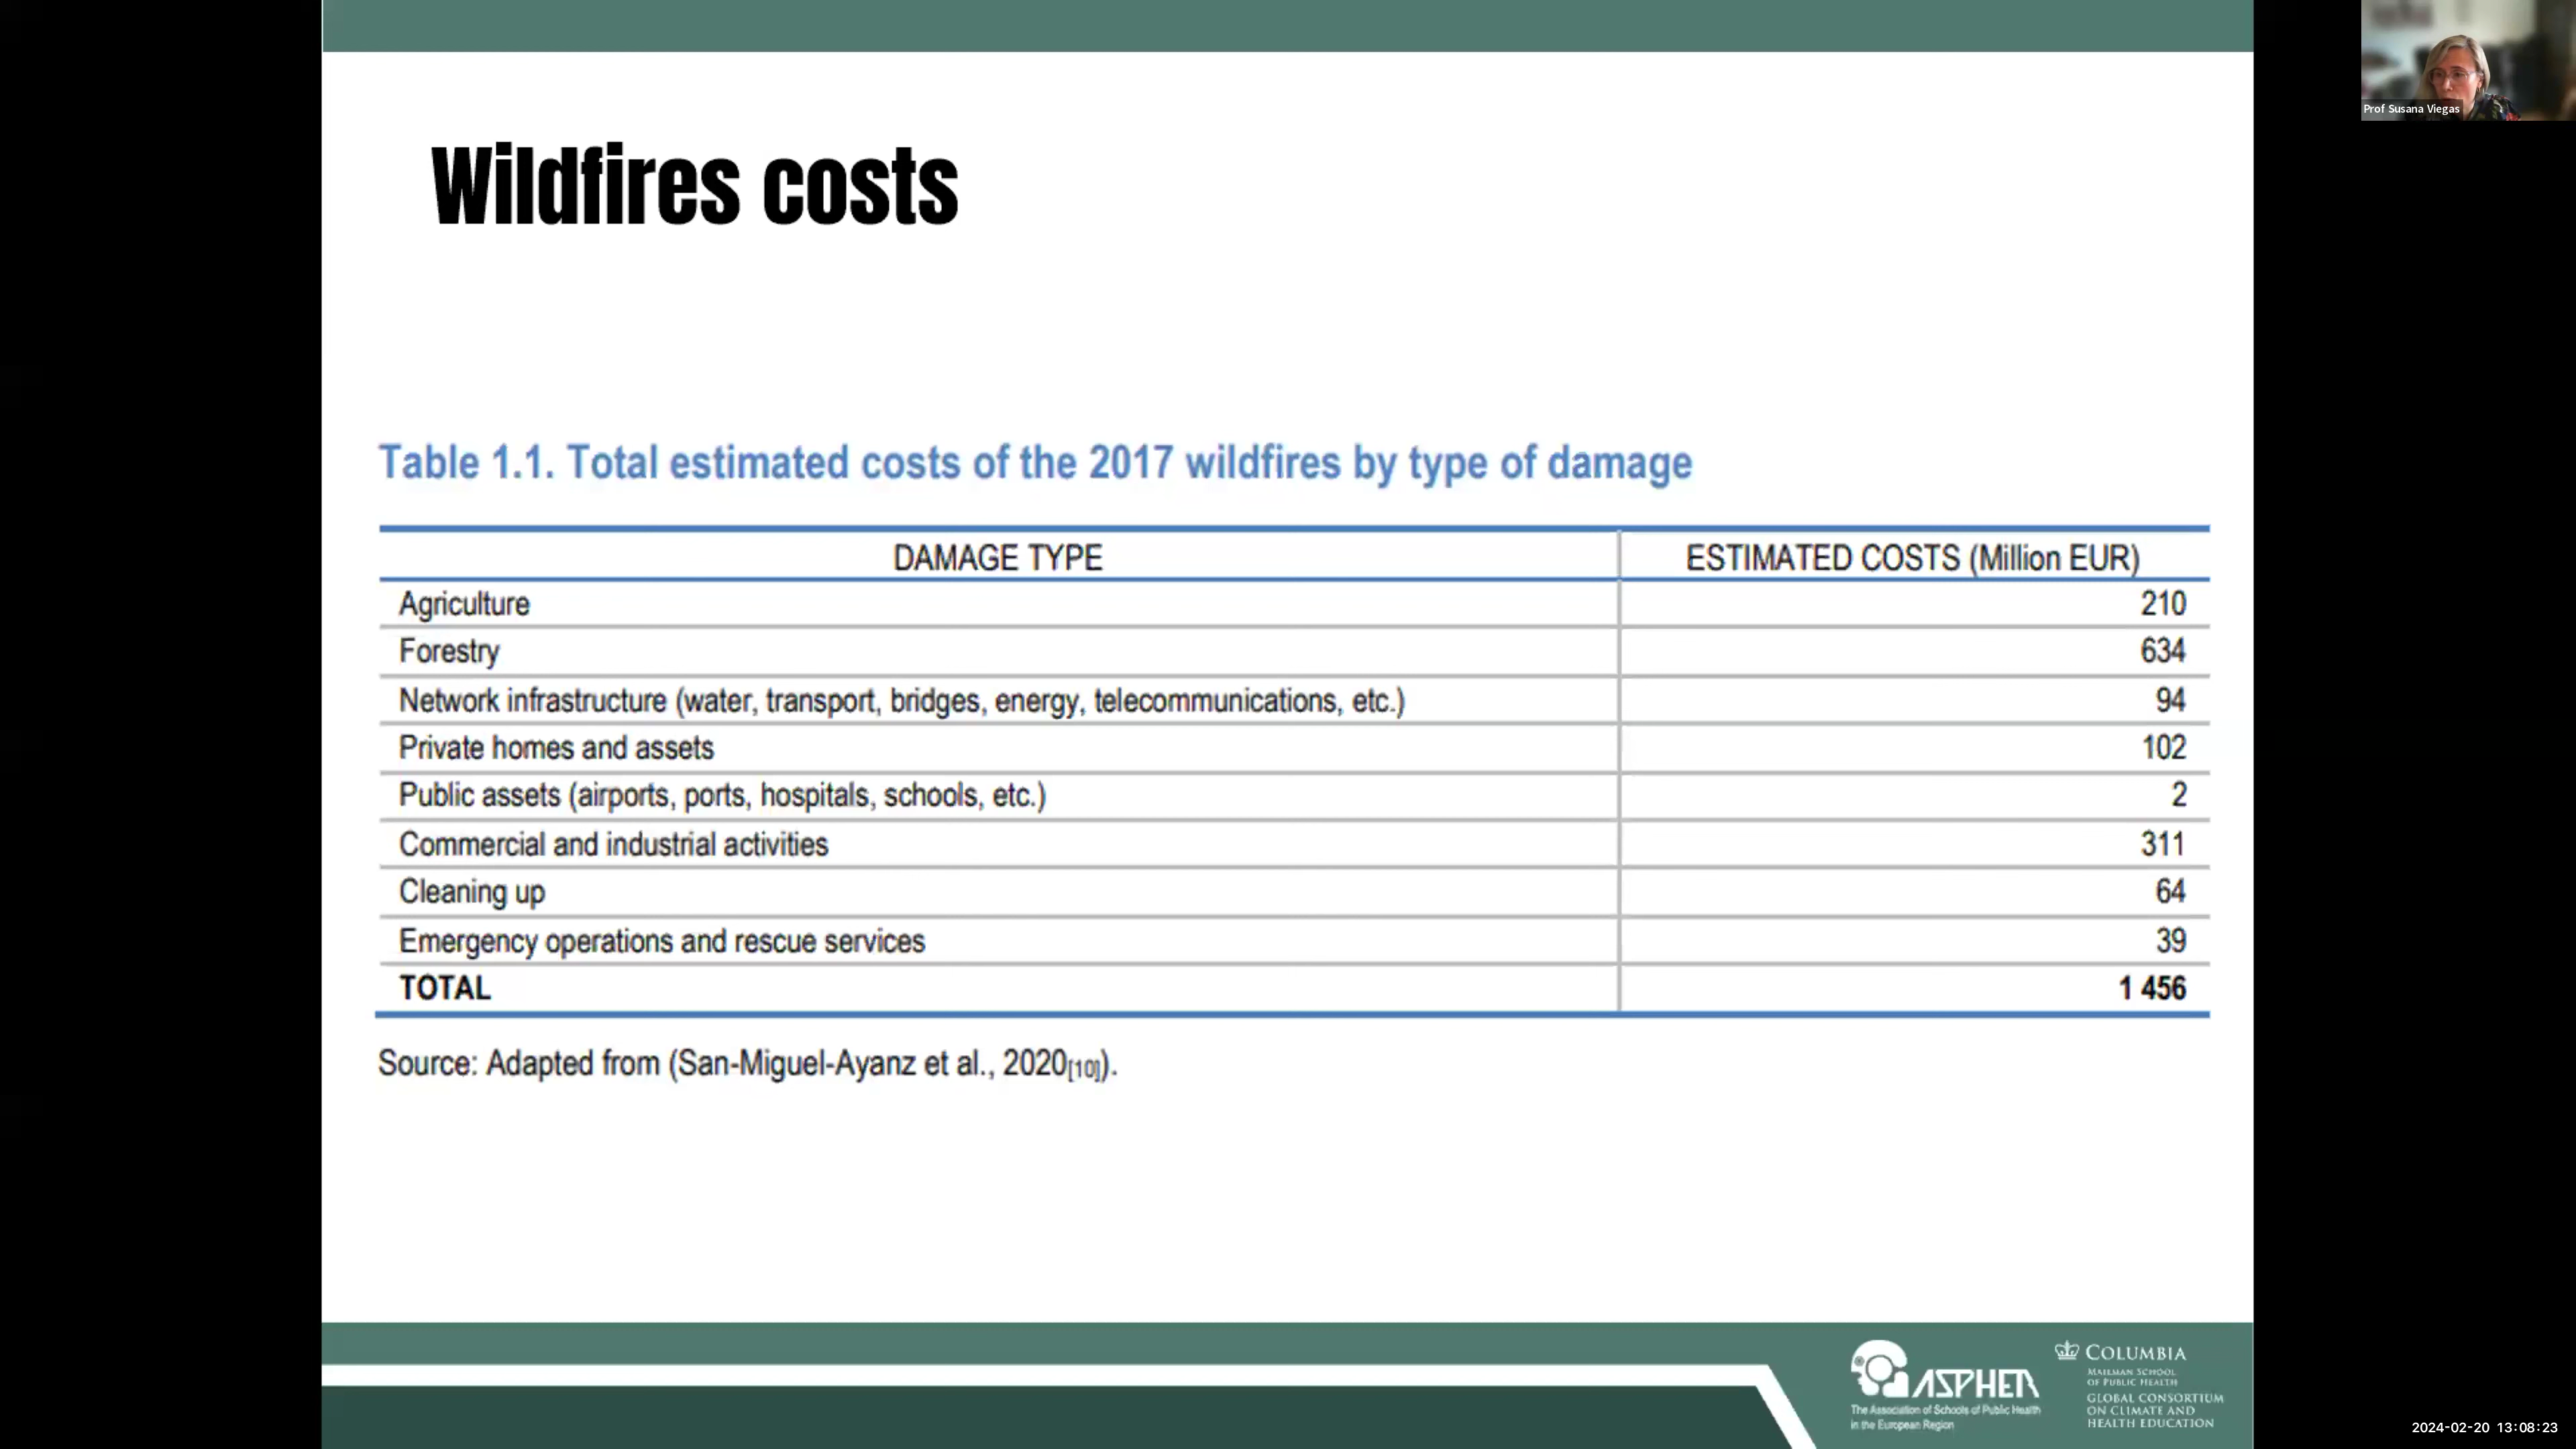 Prof Susana Viegas
Wildfires costs
Table 1.1. Total estimated costs of the 2017 wildfires by type of damage
DAMAGE TYPE ESTIMATED COSTS (Million EUR)
Agriculture 210
Forestry 634
Network infrastructure (water, transport, bridges, energy, telecommunications, etc.) 94
Private homes and assets 102
Public assets (airports, ports, hospitals, schools, etc.) 2
Commercial and industrial activities 311
Cleaning up 64
Emergency operations and rescue services 39
TOTAL 1 456
Source: Adapted from (San-Miguel-Ayanz et al., 2020[10]).
ASPHER
The Association of Schools of Public Health
in the European Region
COLUMBIA
MAILMAN SCHOOL
OF PUBLIC HEALTH
GLOBAL CONSORTIUM
ON CLIMATE AND
HEALTH EDUCATION
2024-02-20 13:08:23